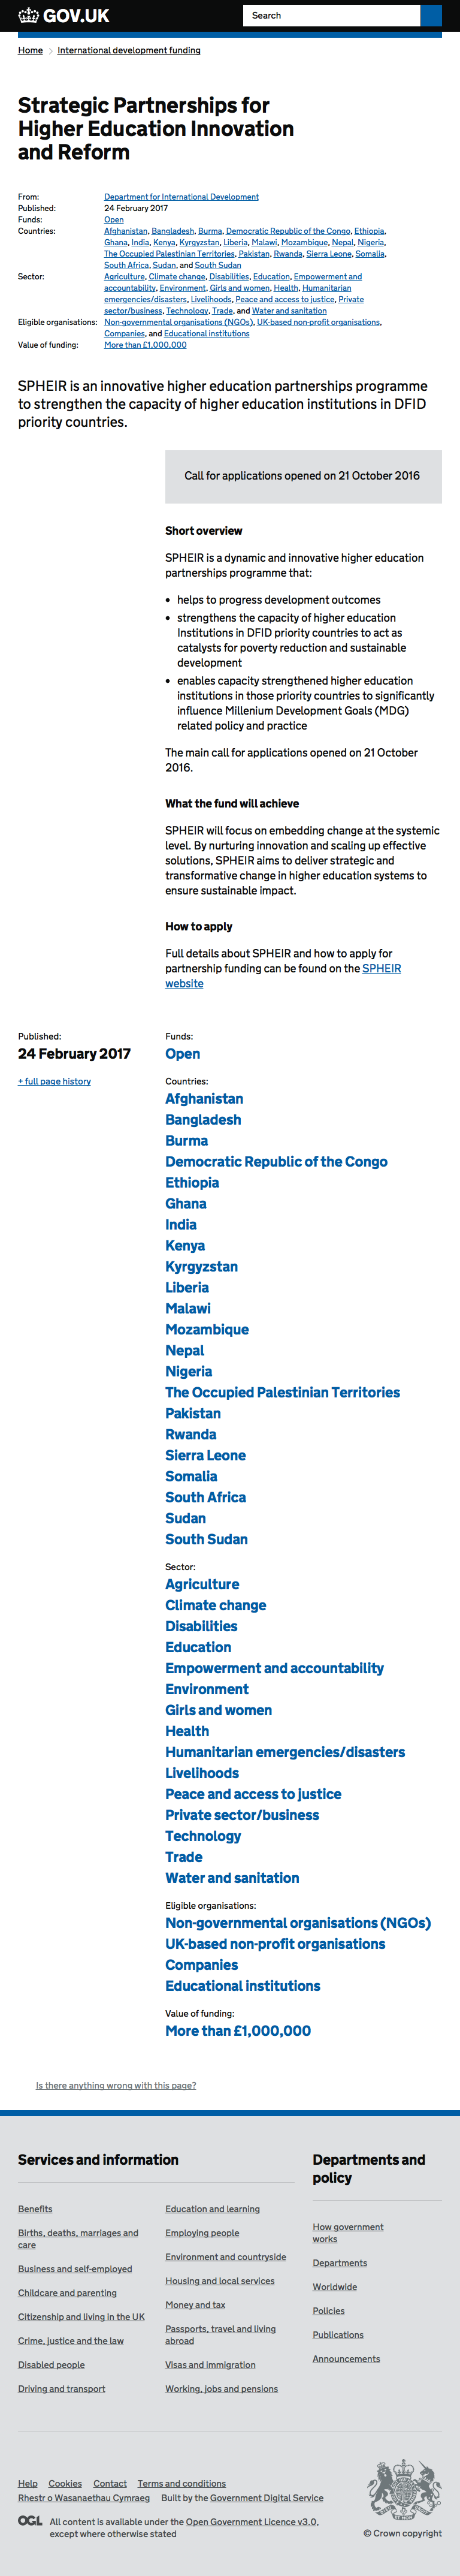 GOV.UK
Search
Home
International development funding
Strategic Partnerships for
Higher Education Innovation
and Reform
From: Department for International Development
Published: 24 February 2017
Funds: Open
Countries: Afghanistan, Bangladesh, Burma, Democratic Republic of the Congo, Ethiopia,
Ghana, India, Kenya, Kyrgyzstan, Liberia, Malawi, Mozambique, Nepal, Nigeria,
The Occupied Palestinian Territories, Pakistan, Rwanda, Sierra Leone, Somalia,
South Africa, Sudan, and South Sudan
Sector: Agriculture, Climate change, Disabilities, Education, Empowerment and
accountability, Environment, Girls and women, Health, Humanitarian
emergencies/disasters, Livelihoods, Peace and access to justice, Private
sector/business, Technology, Trade, and Water and sanitation
Eligible organisations: Non-governmental organisations (NGOs), UK-based non-profit organisations,
Companies, and Educational institutions
Value of funding: More than £1,000,000
SPHEIR is an innovative higher education partnerships programme
to strengthen the capacity of higher education institutions in DFID
priority countries.
Call for applications opened on 21 October 2016
Short overview
SPHEIR is a dynamic and innovative higher education
partnerships programme that:
• helps to progress development outcomes
• strengthens the capacity of higher education
Institutions in DFID priority countries to act as
catalysts for poverty reduction and sustainable
development
• enables capacity strengthened higher education
institutions in those priority countries to significantly
influence Millenium Development Goals (MDG)
related policy and practice
The main call for applications opened on 21 October
2016.
What the fund will achieve
SPHEIR will focus on embedding change at the systemic
level. By nurturing innovation and scaling up effective
solutions, SPHEIR aims to deliver strategic and
transformative change in higher education systems to
ensure sustainable impact.
How to apply
Full details about SPHEIR and how to apply for
partnership funding can be found on the SPHEIR
website
Published:
24 February 2017
+ full page history
Funds:
Open
Countries:
Afghanistan
Bangladesh
Burma
Democratic Republic of the Congo
Ethiopia
Ghana
India
Kenya
Kyrgyzstan
Liberia
Malawi
Mozambique
Nepal
Nigeria
The Occupied Palestinian Territories
Pakistan
Rwanda
Sierra Leone
Somalia
South Africa
Sudan
South Sudan
Sector:
Agriculture
Climate change
Disabilities
Education
Empowerment and accountability
Environment
Girls and women
Health
Humanitarian emergencies/disasters
Livelihoods
Peace and access to justice
Private sector/business
Technology
Trade
Water and sanitation
Eligible organisations:
Non-governmental organisations (NGOs)
UK-based non-profit organisations
Companies
Educational institutions
Value of funding:
More than £1,000,000
Is there anything wrong with this page?
Services and information
Benefits
Births, deaths, marriages and
care
Business and self-employed
Childcare and parenting
Citizenship and living in the UK
Crime, justice and the law
Disabled people
Driving and transport
Education and learning
Employing people
Environment and countryside
Housing and local services
Money and tax
Passports, travel and living
abroad
Visas and immigration
Working, jobs and pensions
Departments and
policy
How government
works
Departments
Worldwide
Policies
Publications
Announcements
Help Cookies Contact Terms and conditions
Rhestr o Wasanaethau Cymraeg Built by the Government Digital Service
OGL All content is available under the Open Government Licence v3.0,
except where otherwise stated
© Crown copyright